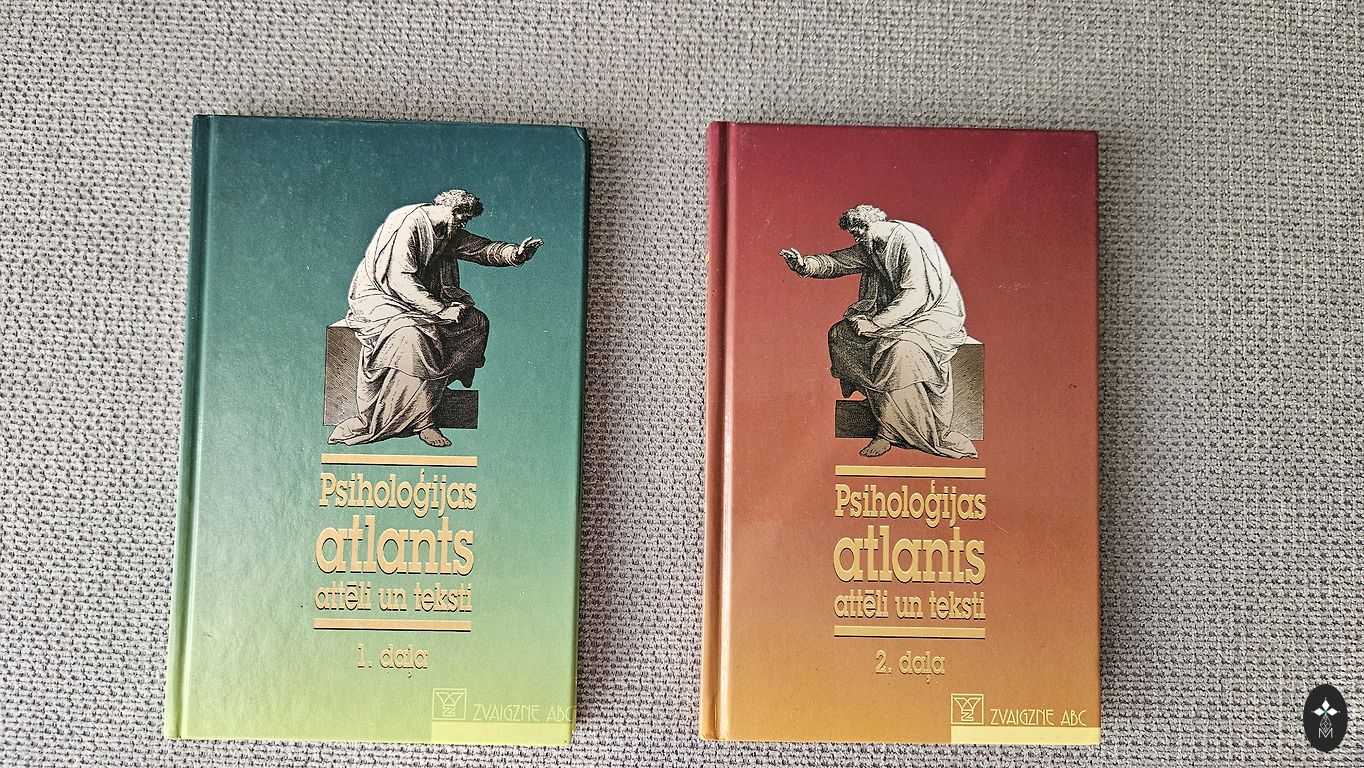 Psiholoģijas
atlants
attēli un teksti
1. daļa
ZVAIGZNE ABC
Psiholoģijas
atlants
attēli un teksti
2. daļa
ZVAIGZNE ABC
M